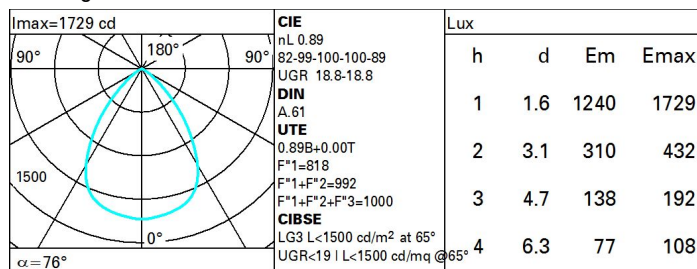 Imax=1729 cd
90°
180°
90°
1500
0°
α=76°
CIE
nL 0.89
82-99-100-100-89
UGR 18.8-18.8
DIN
A.61
UTE
0.89B+0.00T
F"1=818
F"1+F"2=992
F"1+F"2+F"3=1000
CIBSE
LG3 L<1500 cd/m² at 65°
UGR<19 | L<1500 cd/mq @65°
Lux
h d Em Emax
1 1.6 1240 1729
2 3.1 310 432
3 4.7 138 192
4 6.3 77 108